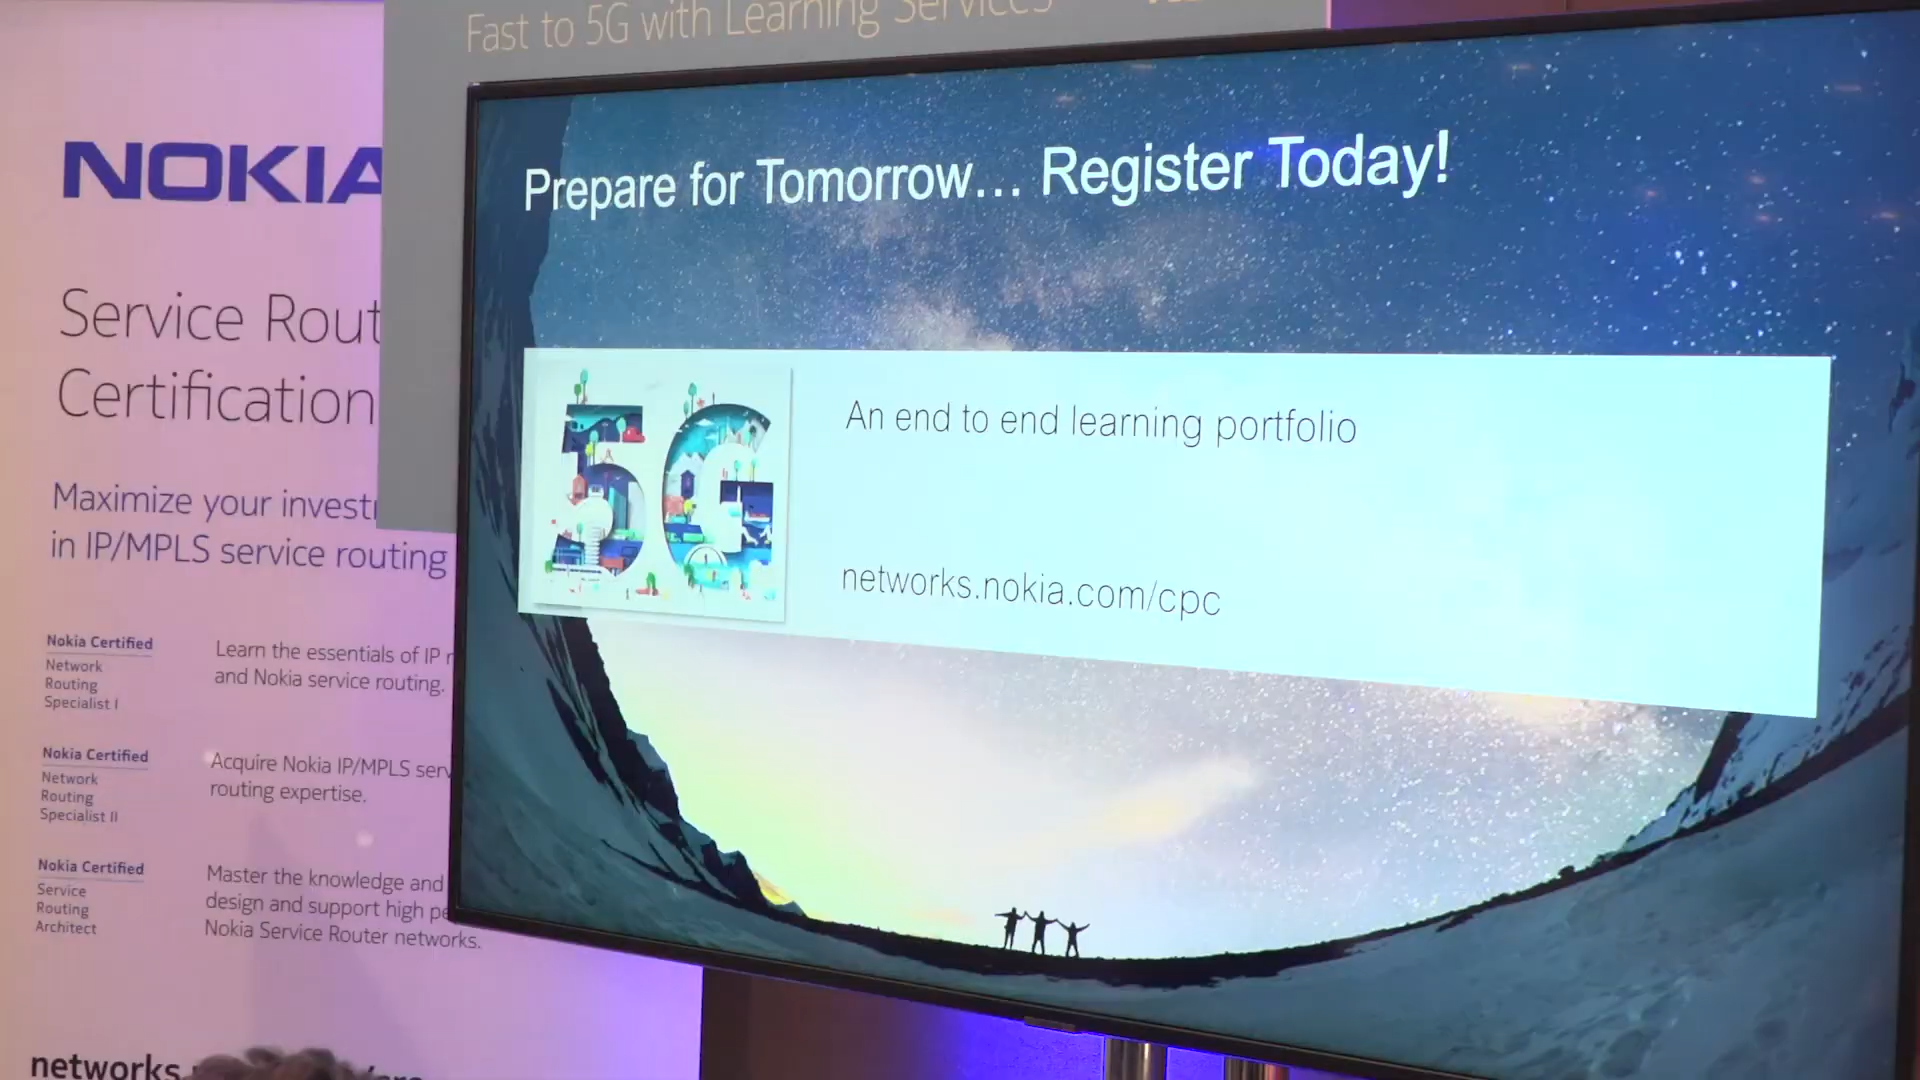 Fast to 5G with Learning Services
NOKIA
Service Rout
Certification
Maximize your invest
in IP/MPLS service routing
Nokia Certified
Network
Routing
Specialist I
Learn the essentials of IP
and Nokia service routing.
Nokia Certified
Network
Routing
Specialist II
Acquire Nokia IP/MPLS serv
routing expertise.
Nokia Certified
Service
Routing
Architect
Master the knowledge and
design and support high pe
Nokia Service Router networks.
networks.
Prepare for Tomorrow... Register Today!
5G
An end to end learning portfolio
networks.nokia.com/cpc